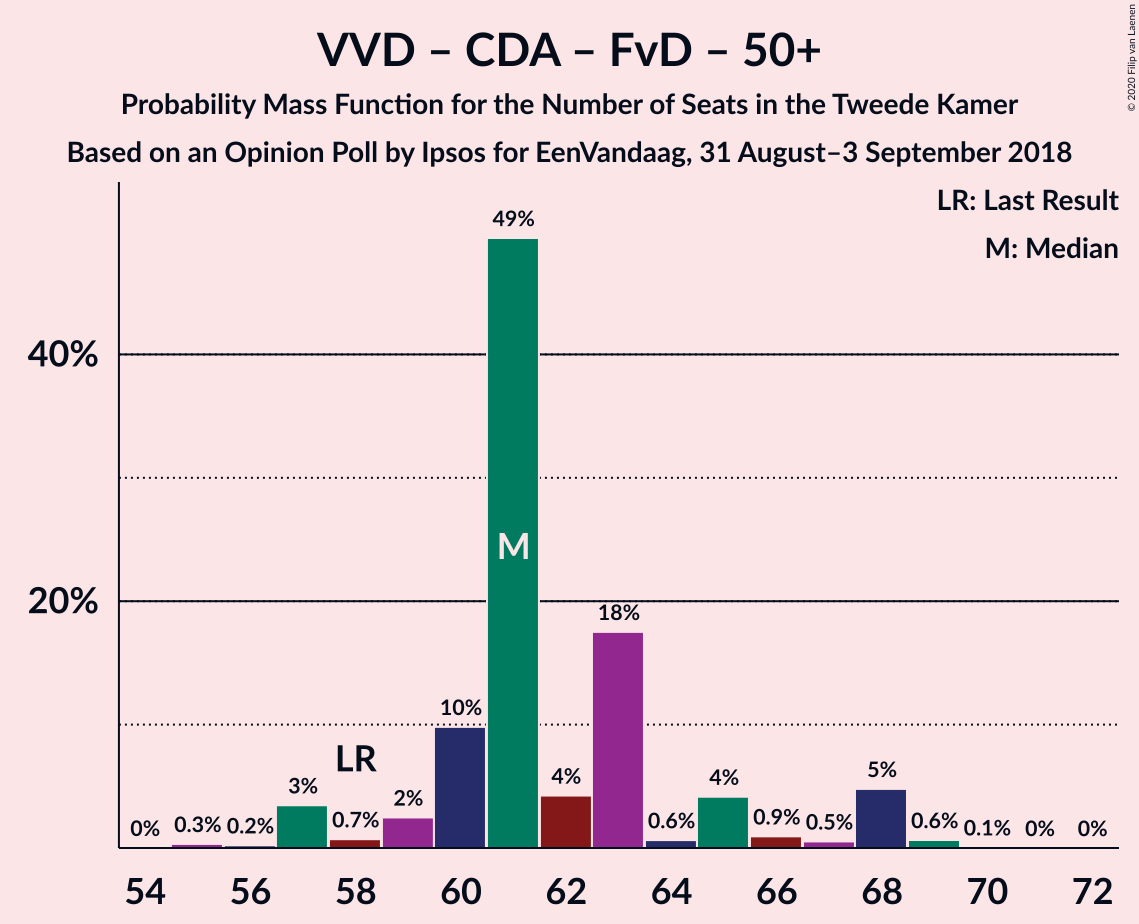 VVD – CDA – FvD – 50+
Probability Mass Function for the Number of Seats in the Tweede Kamer
Based on an Opinion Poll by Ipsos for EenVandaag, 31 August–3 September 2018
© 2020 Filip van Laenen
LR: Last Result
M: Median
40%
20%
0%
0.3%
0.2%
3%
0.7%
LR
2%
10%
49%
M
4%
18%
0.6%
4%
0.9%
0.5%
5%
0.6%
0.1%
0%
0%
54 56 58 60 62 64 66 68 70 72